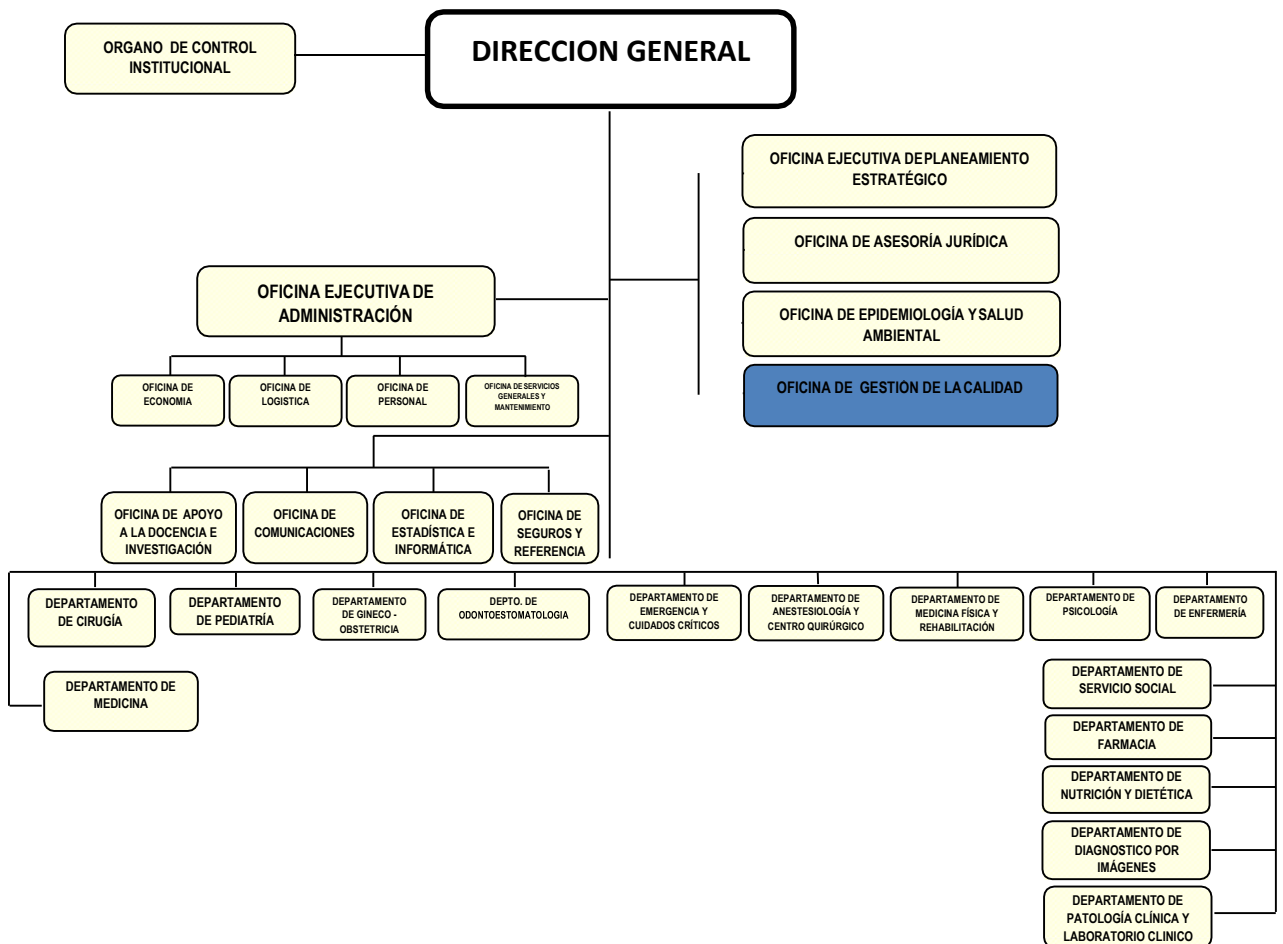 ORGANO DE CONTROL
INSTITUCIONAL
DIRECCION GENERAL
OFICINA EJECUTIVA DE PLANEAMIENTO
ESTRATÉGICO
OFICINA DE ASESORÍA JURÍDICA
OFICINA DE EPIDEMIOLOGÍA Y SALUD
AMBIENTAL
OFICINA DE GESTION DE LA CALIDAD
OFICINA EJECUTIVA DE
ADMINISTRACIÓN
OFICINA DE
ECONOMIA
OFICINA DE
LOGISTICA
OFICINA DE
PERSONAL
OFICINA DE SERVICIOS
GENERALES Y
MANTENIMIENTO
OFICINA DE APOYO
A LA DOCENCIA E
INVESTIGACIÓN
OFICINA DE
COMUNICACIONES
OFICINA DE
ESTADÍSTICA E
INFORMÁTICA
OFICINA DE
SEGUROS Y
REFERENCIA
DEPARTAMENTO
DE CIRUGÍA
DEPARTAMENTO
DE PEDIATRÍA
DEPARTAMENTO
DE GINECO -
OBSTETRICIA
DEPTO. DE
ODONTOESTOMATOLOGIA
DEPARTAMENTO DE
EMERGENCIA Y
CUIDADOS CRÍTICOS
DEPARTAMENTO DE
ANESTESIOLOGÍA Y
CENTRO QUIRÚRGICO
DEPARTAMENTO DE
MEDICINA FÍSICA Y
REHABILITACIÓN
DEPARTAMENTO DE
PSICOLOGÍA
DEPARTAMENTO
DE ENFERMERÍA
DEPARTAMENTO DE
MEDICINA
DEPARTAMENTO DE
SERVICIO SOCIAL
DEPARTAMENTO DE
FARMACIA
DEPARTAMENTO DE
NUTRICIÓN Y DIETÉTICA
DEPARTAMENTO DE
DIAGNOSTICO POR
IMÁGENES
DEPARTAMENTO DE
PATOLOGÍA CLÍNICA Y
LABORATORIO CLINICO